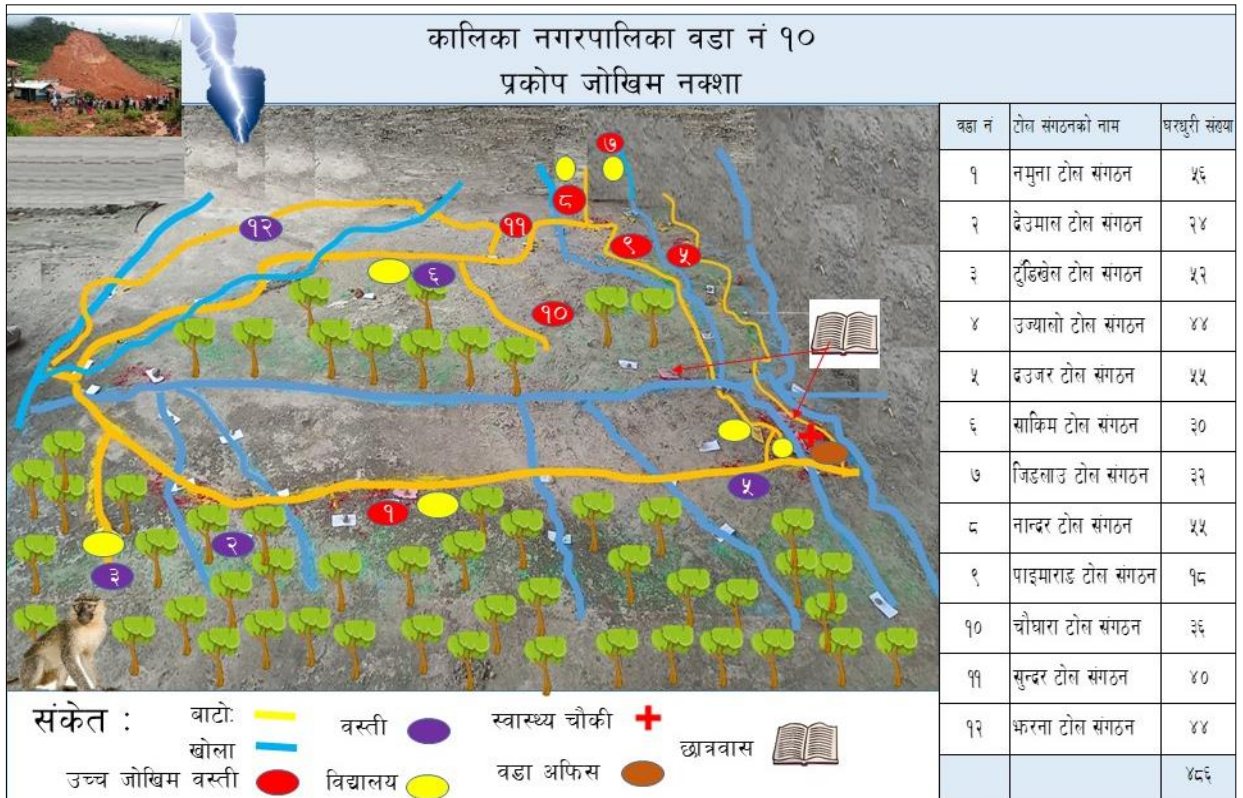 कालिका नगरपालिका वडा नं १०
प्रकोप जोखिम नक्शा
७
८
१२
११
९
५
६
१०
५
१
२
३
वडा नं टोल संगठनको नाम घरधुरी संख्या
१ नमुना टोल संगठन ५६
२ देउमाल टोल संगठन २४
३ टुँडिखेल टोल संगठन ५२
४ उज्यालो टोल संगठन ४४
५ दउजर टोल संगठन ५५
६ साकिम टोल संगठन ३०
७ जिडलाउ टोल संगठन ३२
८ नान्दर टोल संगठन ५५
९ पाइमाराड टोल संगठन १८
१० चौघारा टोल संगठन ३६
११ सुन्दर टोल संगठन ४०
१२ झरना टोल संगठन ४४
४८६
संकेत :
बाटो:
वस्ती
स्वास्थ्य चौकी
छात्रवास
खोला
उच्च जोखिम वस्ती
विद्यालय
वडा अफिस